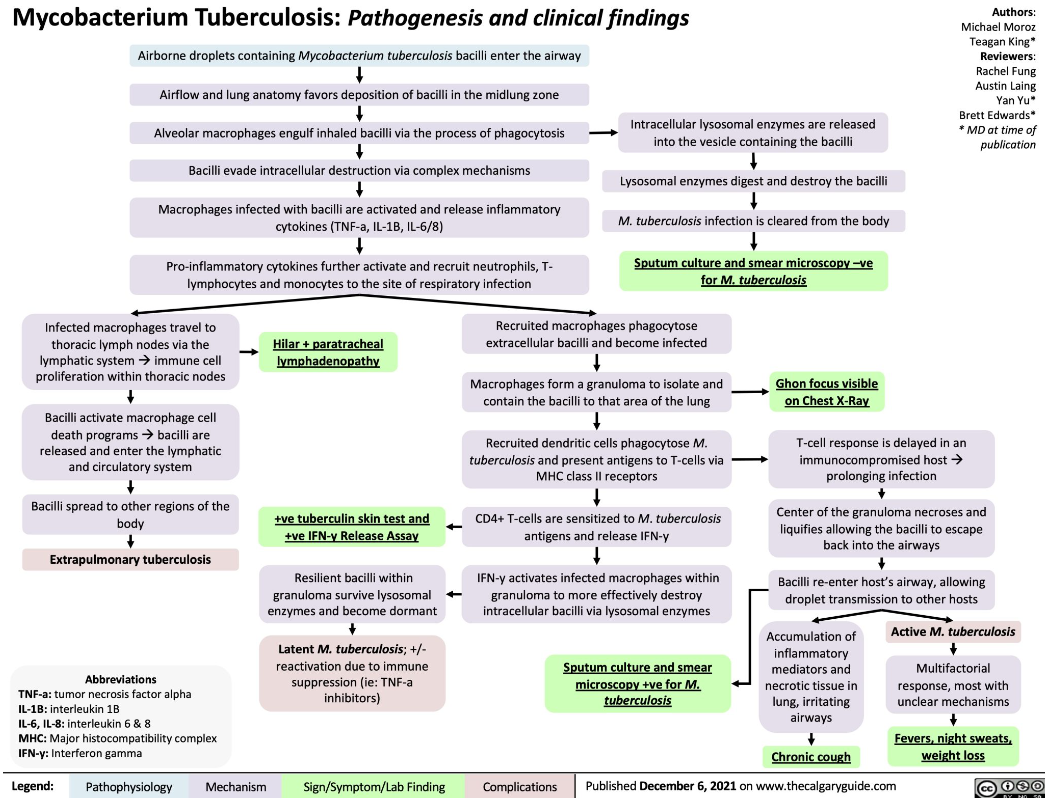 Mycobacterium Tuberculosis: Pathogenesis and clinical findings
Authors:
Michael Moroz
Teagan King*
Reviewers:
Rachel Fung
Austin Laing
Yan Yu*
Brett Edwards*
* MD at time of
publication
Airborne droplets containing Mycobacterium tuberculosis bacilli enter the airway
Airflow and lung anatomy favors deposition of bacilli in the midlung zone
Alveolar macrophages engulf inhaled bacilli via the process of phagocytosis
Bacilli evade intracellular destruction via complex mechanisms
Macrophages infected with bacilli are activated and release inflammatory
cytokines (TNF-a, IL-1B, IL-6/8)
Pro-inflammatory cytokines further activate and recruit neutrophils, T-
lymphocytes and monocytes to the site of respiratory infection
Intracellular lysosomal enzymes are released
into the vesicle containing the bacilli
Lysosomal enzymes digest and destroy the bacilli
M. tuberculosis infection is cleared from the body
Sputum culture and smear microscopy –ve
for M. tuberculosis
Infected macrophages travel to
thoracic lymph nodes via the
lymphatic system → immune cell
proliferation within thoracic nodes
Hilar + paratracheal
lymphadenopathy
Bacilli activate macrophage cell
death programs → bacilli are
released and enter the lymphatic
and circulatory system
Bacilli spread to other regions of the
body
Extrapulmonary tuberculosis
Recruited macrophages phagocytose
extracellular bacilli and become infected
Macrophages form a granuloma to isolate and
contain the bacilli to that area of the lung
Ghon focus visible
on Chest X-Ray
Recruited dendritic cells phagocytose M.
tuberculosis and present antigens to T-cells via
MHC class II receptors
T-cell response is delayed in an
immunocompromised host →
prolonging infection
+ve tuberculin skin test and
+ve IFN-y Release Assay
CD4+ T-cells are sensitized to M. tuberculosis
antigens and release IFN-y
Center of the granuloma necroses and
liquifies allowing the bacilli to escape
back into the airways
Resilient bacilli within
granuloma survive lysosomal
enzymes and become dormant
IFN-y activates infected macrophages within
granuloma to more effectively destroy
intracellular bacilli via lysosomal enzymes
Bacilli re-enter host's airway, allowing
droplet transmission to other hosts
Latent M. tuberculosis; +/-
reactivation due to immune
suppression (ie: TNF-a
inhibitors)
Sputum culture and smear
microscopy +ve for M.
tuberculosis
Accumulation of
inflammatory
mediators and
necrotic tissue in
lung, irritating
airways
Chronic cough
Active M. tuberculosis
Multifactorial
response, most with
unclear mechanisms
Fevers, night sweats,
weight loss
Abbreviations
TNF-a: tumor necrosis factor alpha
IL-1B: interleukin 1B
IL-6, IL-8: interleukin 6 & 8
MHC: Major histocompatibility complex
IFN-y: Interferon gamma
Legend: Pathophysiology Mechanism Sign/Symptom/Lab Finding Complications Published December 6, 2021 on www.thecalgaryguide.com
cc
BY NC SA